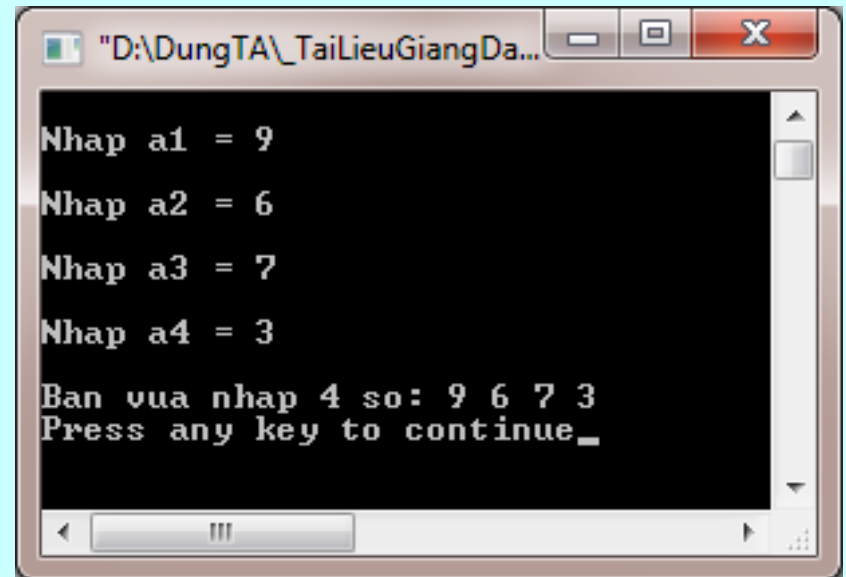 "D:\DungTA\_TaiLieuGiangDa...
Nhap a1 = 9
Nhap a2 = 6
Nhap a3 = 7
Nhap a4 = 3
Ban vua nhap 4 so: 9 6 7 3
Press any key to continue_